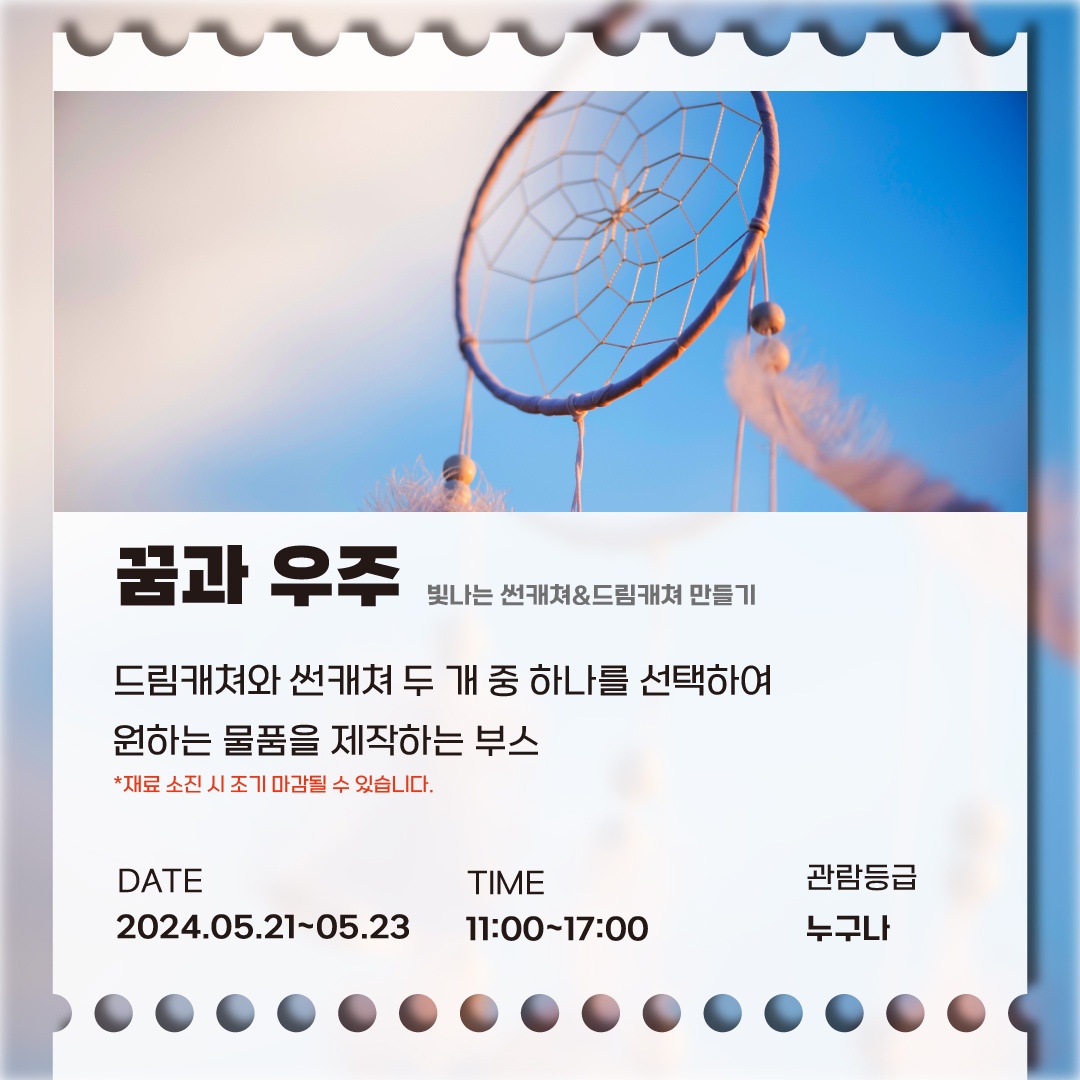 꿈과 우주 빛나는 썬캐쳐&드림캐쳐 만들기
드림캐쳐와 썬캐쳐 두 개 중 하나를 선택하여
원하는 물품을 제작하는 부스
*재료 소진 시 조기 마감될 수 있습니다.
DATE TIME 관람등급
2024.05.21~05.23 11:00~17:00 누구나